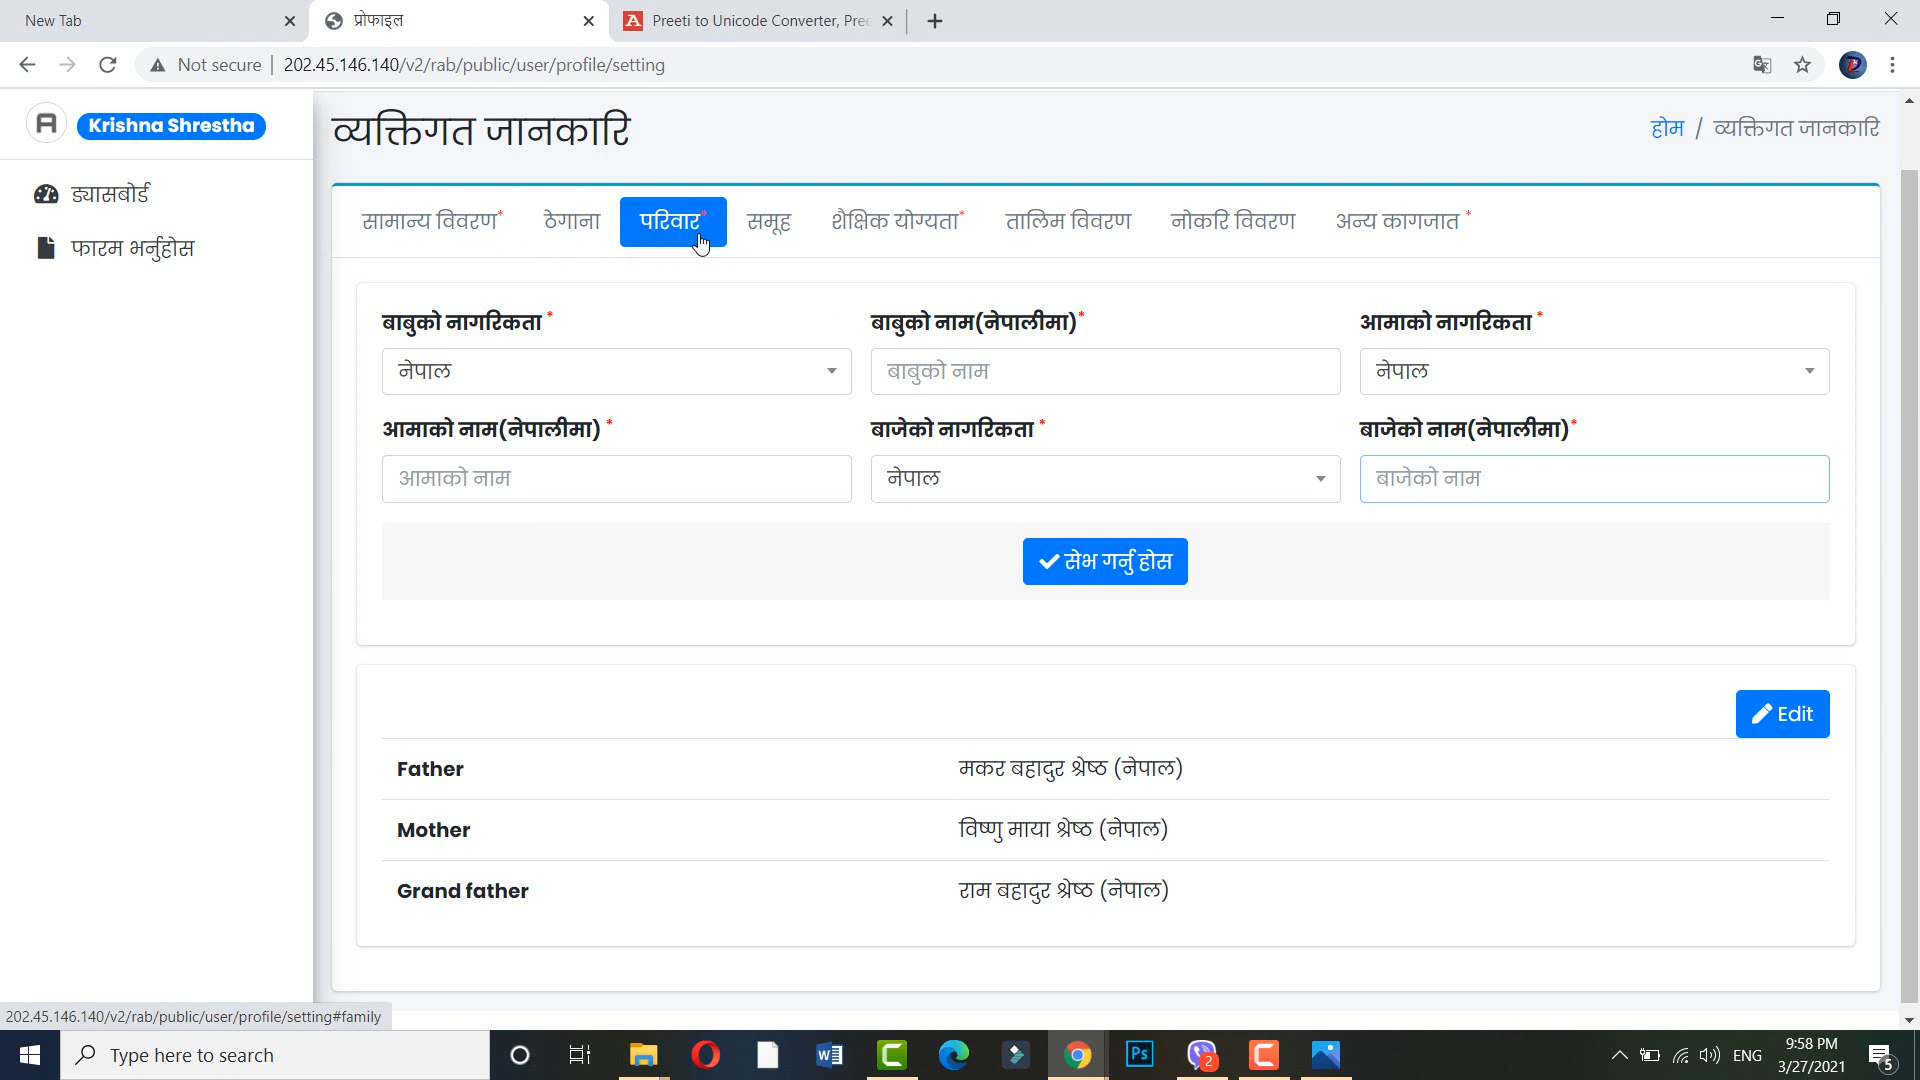 New Tab
प्रोफाइल
Preeti to Unicode Converter, Pree
Not secure
202.45.146.140/v2/rab/public/user/profile/setting
Krishna Shrestha
ड्यासबोर्ड
फारम भर्नुहोस
व्यक्तिगत जानकारि
होम / व्यक्तिगत जानकारि
सामान्य विवरण*
ठेगाना
परिवार*
समूह
शैक्षिक योग्यता*
तालिम विवरण
नोकरि विवरण
अन्य कागजात *
बाबुको नागरिकता *
बाबुको नाम(नेपालीमा)*
आमाको नागरिकता *
नेपाल
बाबुको नाम
नेपाल
आमाको नाम(नेपालीमा) *
बाजेको नागरिकता *
बाजेको नाम(नेपालीमा)*
आमाको नाम
नेपाल
बाजेको नाम
सेभ गर्नु होस
Edit
Father
मकर बहादुर श्रेष्ठ (नेपाल)
Mother
विष्णु माया श्रेष्ठ (नेपाल)
Grand father
राम बहादुर श्रेष्ठ (नेपाल)
202.45.146.140/v2/rab/public/user/profile/setting#family
Type here to search
Ps
2
ENG
9:58 PM
3/27/2021
5